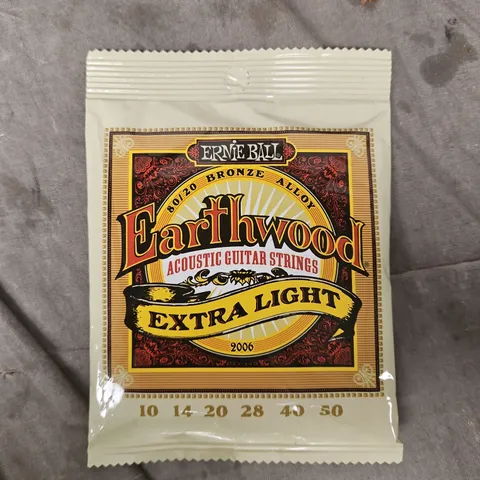 ERNIE BALL
80/20 BRONZE ALLOY
Earthwood
ACOUSTIC GUITAR STRINGS
EXTRA LIGHT
2006
10 14 20 28 40 50